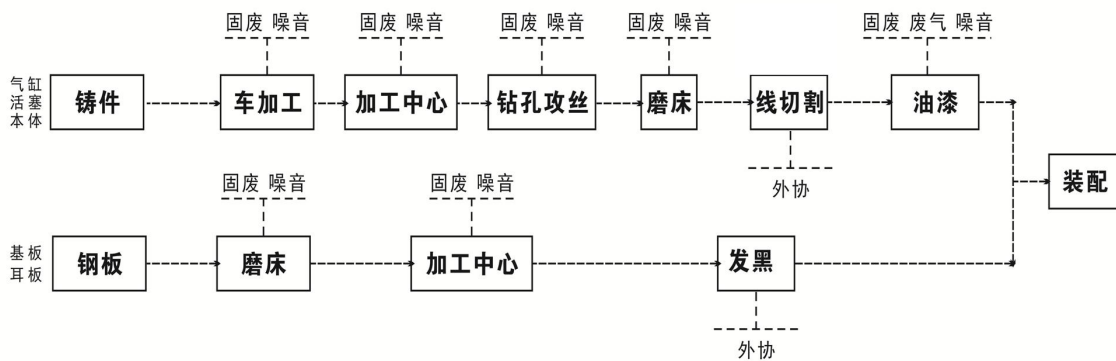 固废 噪音
固废 噪音
固废 噪音
固废 噪音
固废 废气 噪音
气缸
活塞
本体
铸件
车加工
加工中心
钻孔攻丝
磨床
线切割
油漆
外协
装配
固废 噪音
固废 噪音
基板
耳板
钢板
磨床
加工中心
发黑
外协